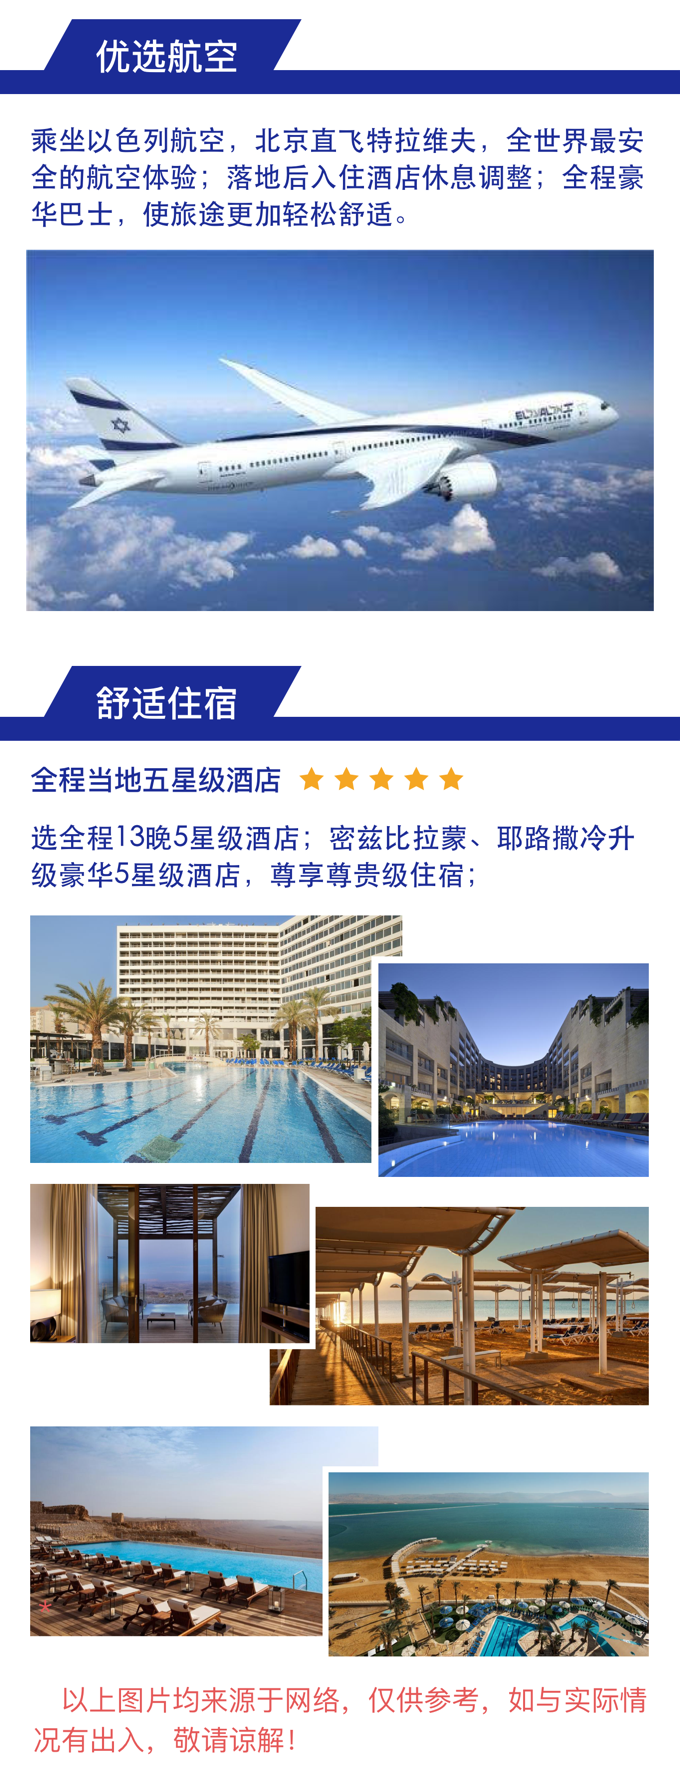 优选航空
乘坐以色列航空，北京直飞特拉维夫，全世界最安
全的航空体验；落地后入住酒店休息调整；全程豪
华巴士，使旅途更加轻松舒适。
舒适住宿
全程当地五星级酒店
选全程13晚5星级酒店；密兹比拉蒙、耶路撒冷升
级豪华5星级酒店，尊享尊贵级住宿；
以上图片均来源于网络，仅供参考，如与实际情
况有出入，敬请谅解！